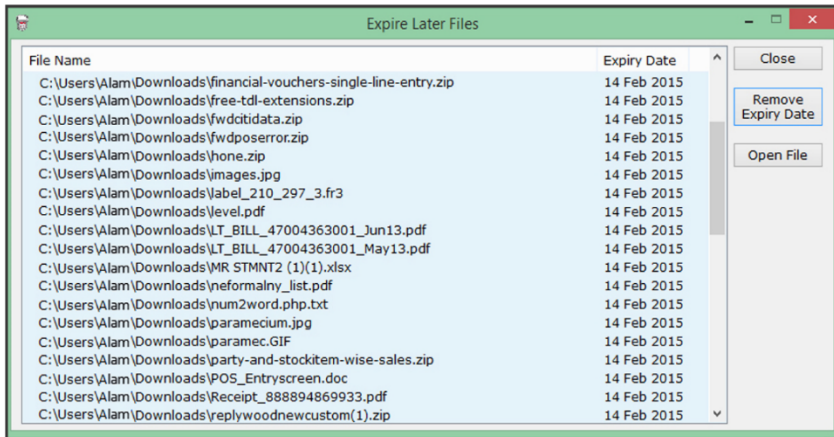 Expire Later Files
File Name Expiry Date
C:\Users\Alam\Downloads\financial-vouchers-single-line-entry.zip 14 Feb 2015
C:\Users\Alam\Downloads\free-tdl-extensions.zip 14 Feb 2015
C:\Users\Alam\Downloads\fwdcitidata.zip 14 Feb 2015
C:\Users\Alam\Downloads\fwdposerror.zip 14 Feb 2015
C:\Users\Alam\Downloads\hone.zip 14 Feb 2015
C:\Users\Alam\Downloads\images.jpg 14 Feb 2015
C:\Users\Alam\Downloads\label_210_297_3.fr3 14 Feb 2015
C:\Users\Alam\Downloads\level.pdf 14 Feb 2015
C:\Users\Alam\Downloads\LT_BILL_47004363001_Jun13.pdf 14 Feb 2015
C:\Users\Alam\Downloads\LT_BILL_47004363001_May13.pdf 14 Feb 2015
C:\Users\Alam\Downloads\MR STMNT2 (1)(1).xlsx 14 Feb 2015
C:\Users\Alam\Downloads\neformalny_list.pdf 14 Feb 2015
C:\Users\Alam\Downloads\num2word.php.txt 14 Feb 2015
C:\Users\Alam\Downloads\paramecium.jpg 14 Feb 2015
C:\Users\Alam\Downloads\paramec.GIF 14 Feb 2015
C:\Users\Alam\Downloads\party-and-stockitem-wise-sales.zip 14 Feb 2015
C:\Users\Alam\Downloads\POS_Entryscreen.doc 14 Feb 2015
C:\Users\Alam\Downloads\Receipt_888894869933.pdf 14 Feb 2015
C:\Users\Alam\Downloads\replywoodnewcustom(1).zip 14 Feb 2015
Close
Remove
Expiry Date
Open File